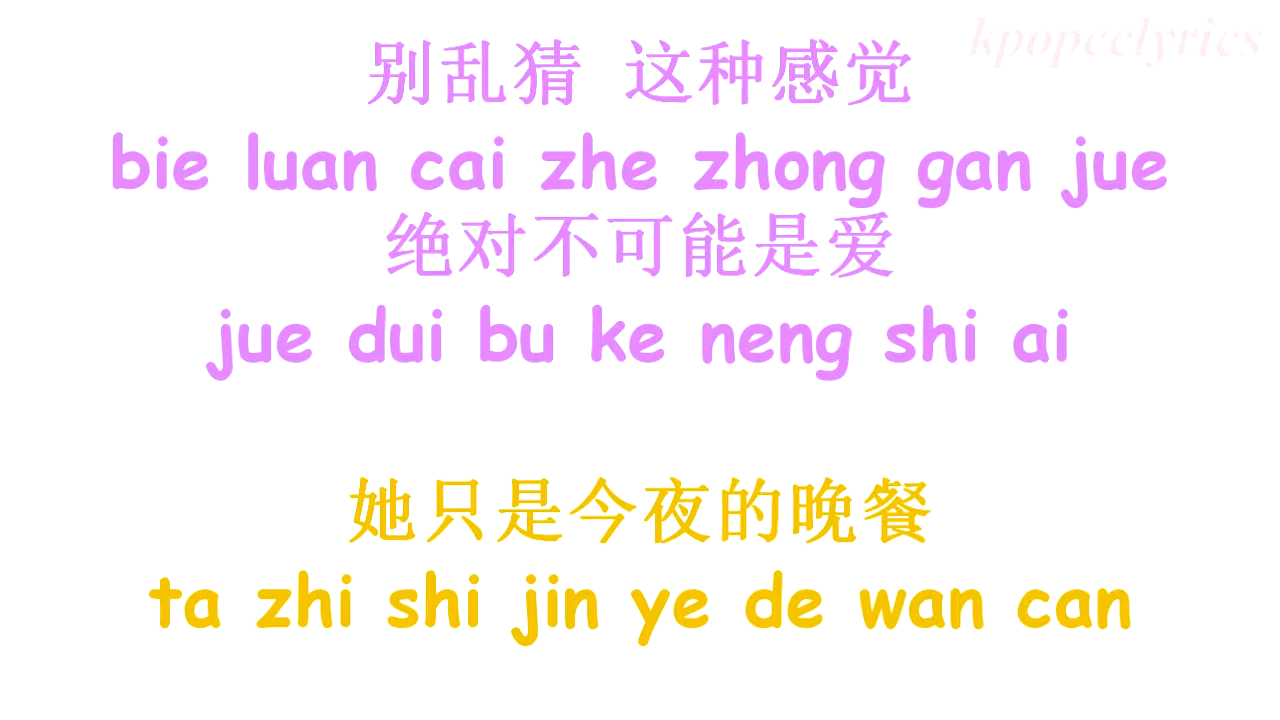 kpopcclyrics
别乱猜 这种感觉
bie luan cai zhe zhong gan jue
绝对不可能是爱
jue dui bu ke neng shi ai
她只是今夜的晚餐
ta zhi shi jin ye de wan can